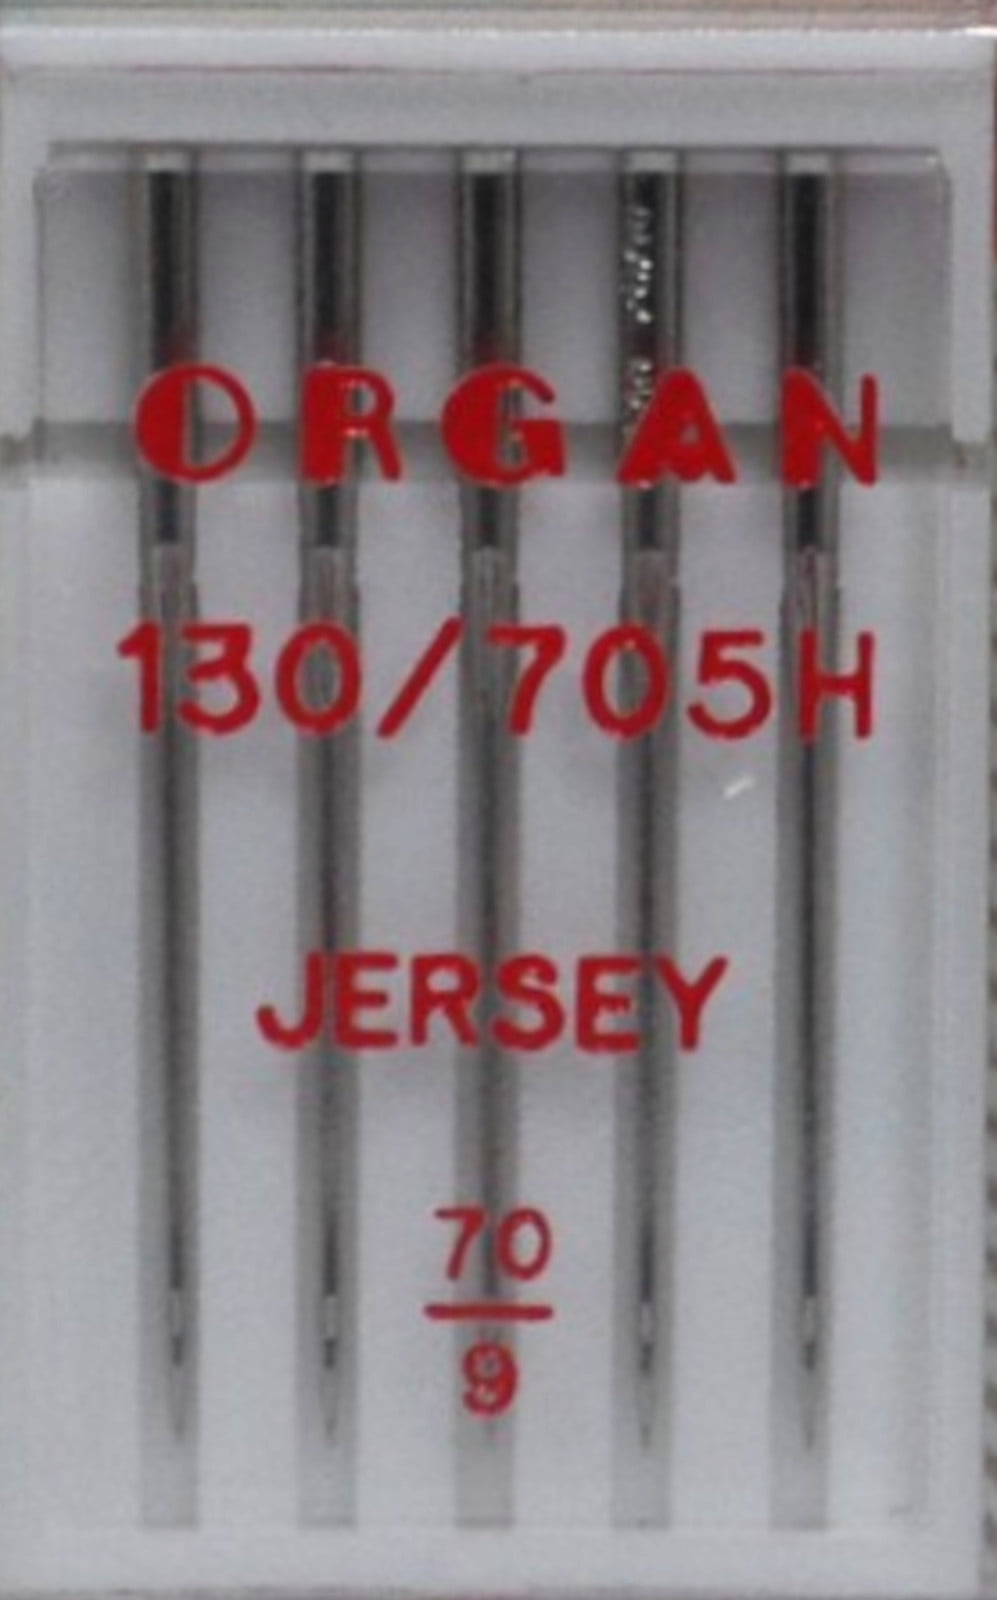 ORGAN
130/705H
JERSEY
70
9